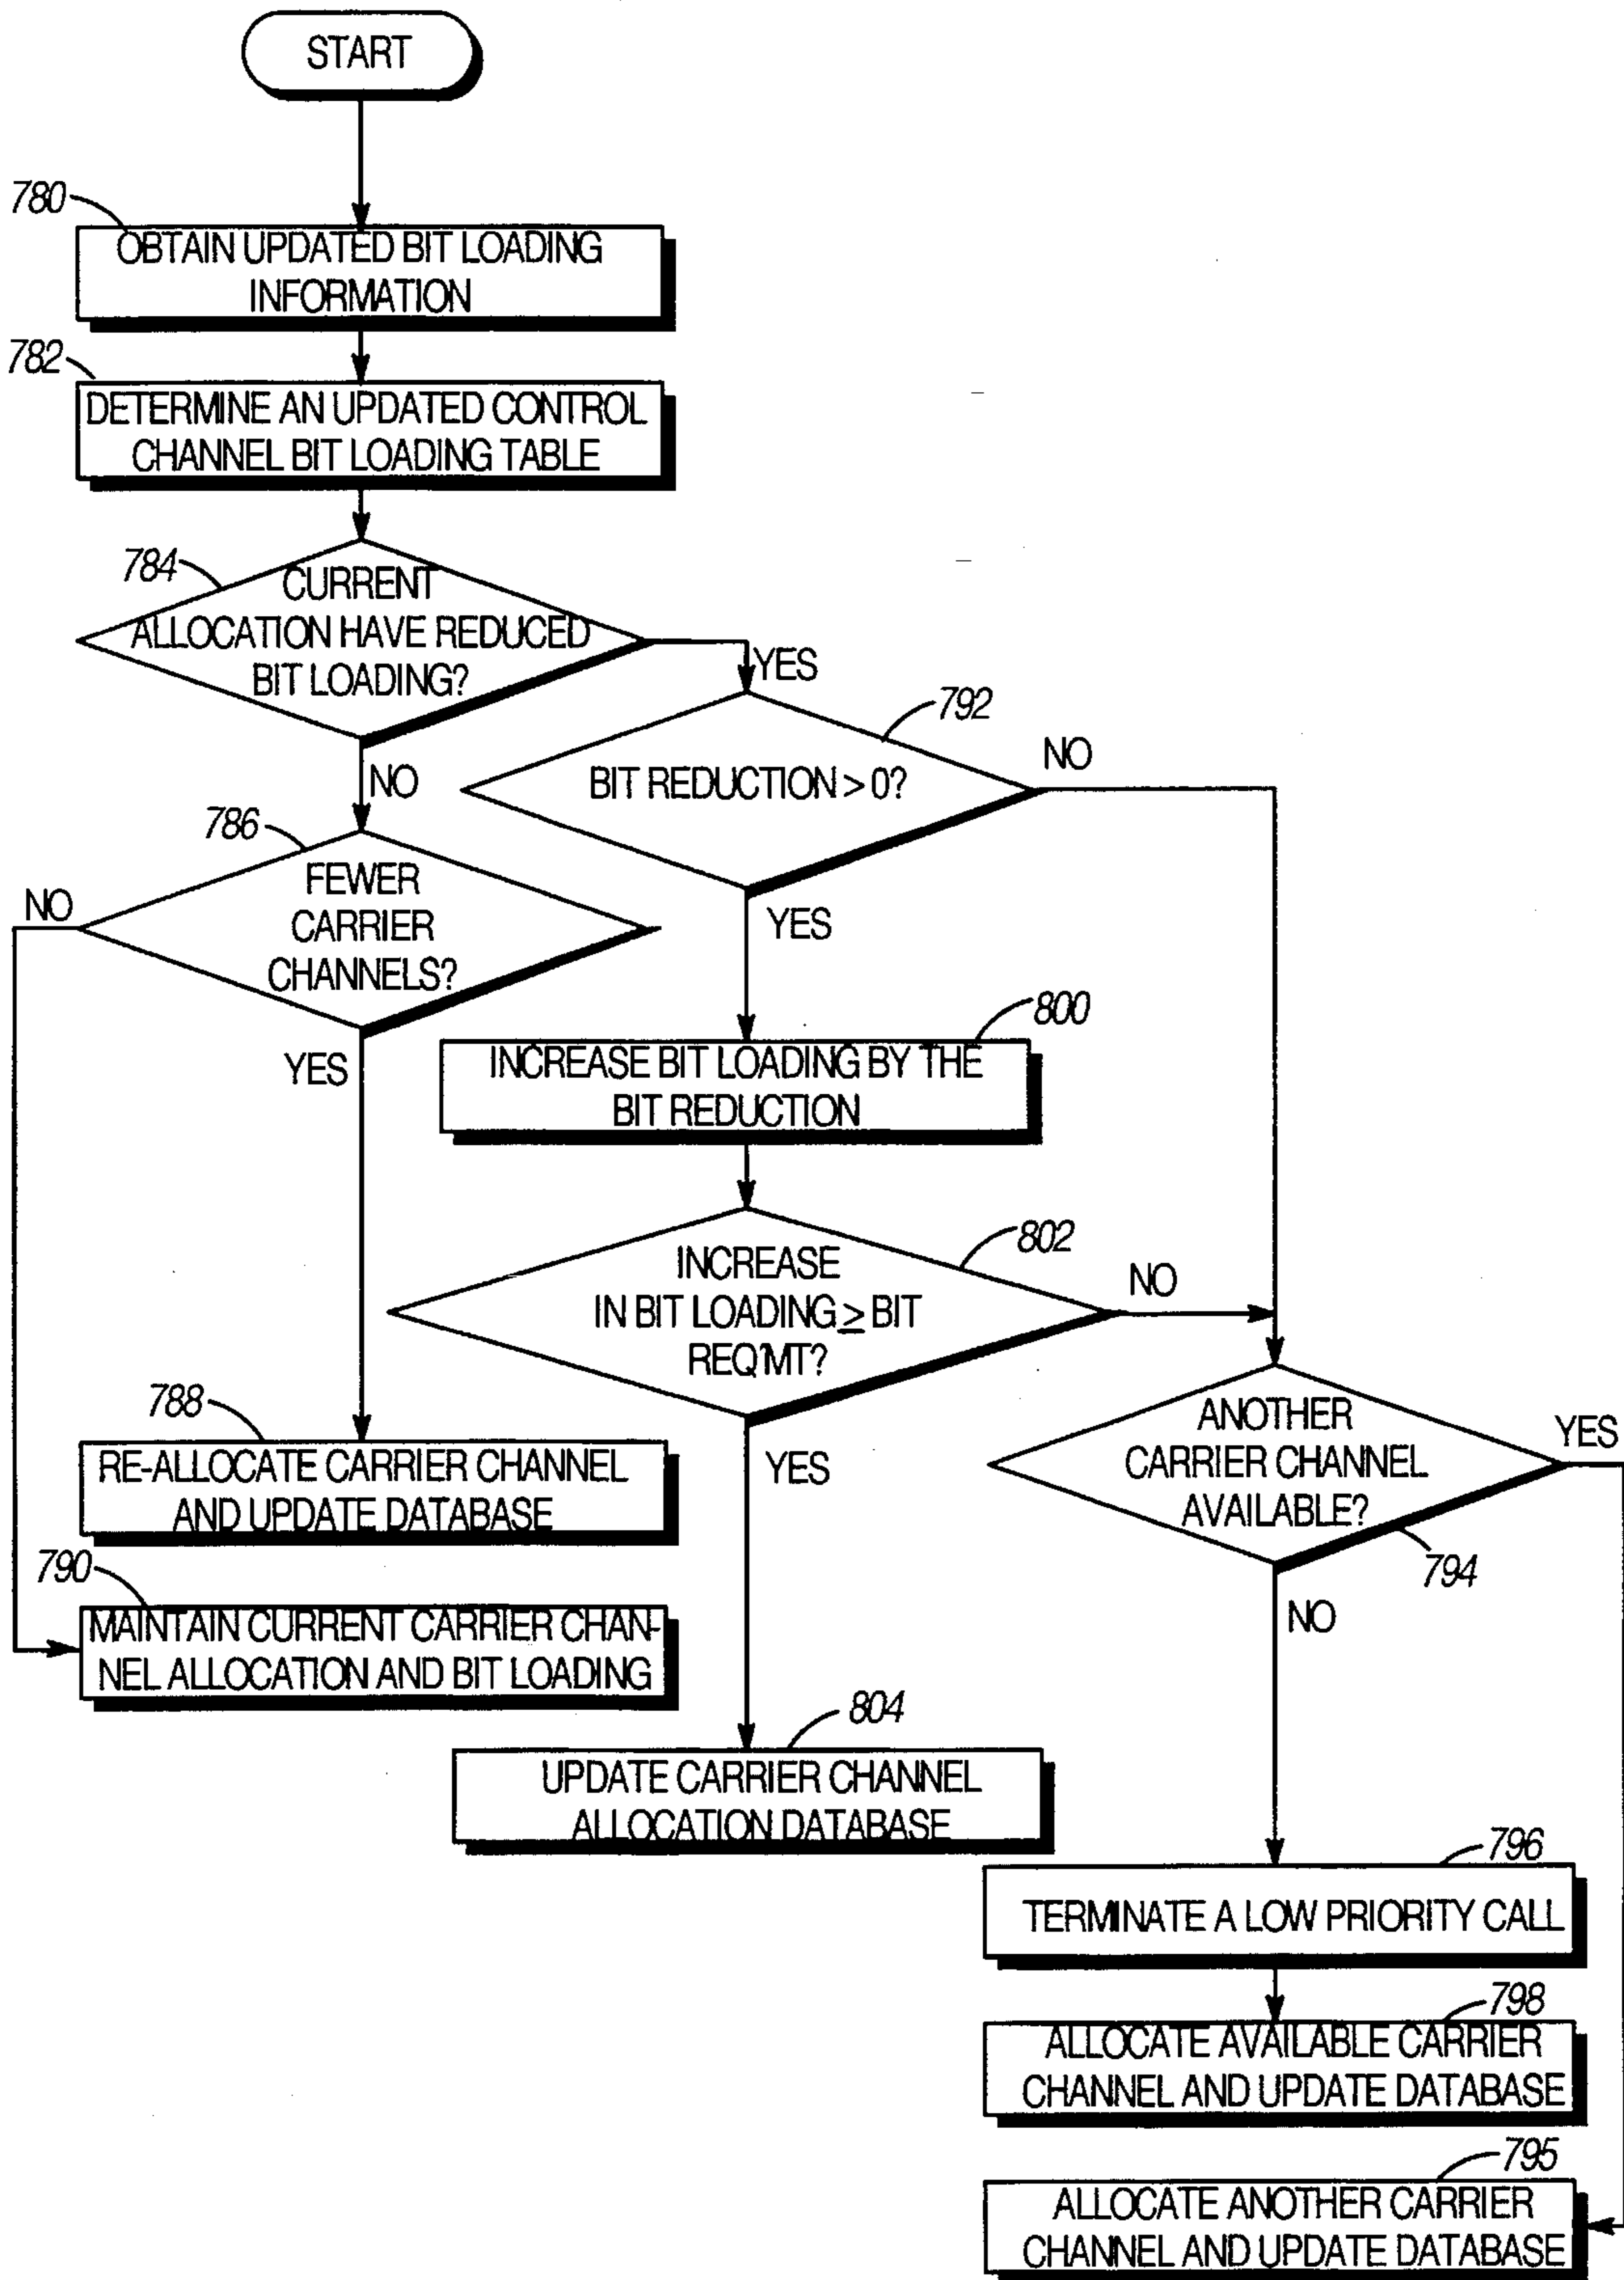 START
780
OBTAIN UPDATED BIT LOADING
INFORMATION
782
DETERMINE AN UPDATED CONTROL
CHANNEL BIT LOADING TABLE
784
CURRENT
ALLOCATION HAVE REDUCED
BIT LOADING?
YES
NO
792
BIT REDUCTION > 0?
NO
YES
786
FEWER
CARRIER
CHANNELS?
NO
YES
800
INCREASE BIT LOADING BY THE
BIT REDUCTION
802
INCREASE
IN BIT LOADING ≥ BIT
REQ'MT?
NO
YES
788
RE-ALLOCATE CARRIER CHANNEL
AND UPDATE DATABASE
790
MAINTAIN CURRENT CARRIER CHAN-
NEL ALLOCATION AND BIT LOADING
804
UPDATE CARRIER CHANNEL
ALLOCATION DATABASE
ANOTHER
CARRIER CHANNEL
AVAILABLE?
YES
794
NO
796
TERMINATE A LOW PRIORITY CALL
798
ALLOCATE AVAILABLE CARRIER
CHANNEL AND UPDATE DATABASE
795
ALLOCATE ANOTHER CARRIER
CHANNEL AND UPDATE DATABASE